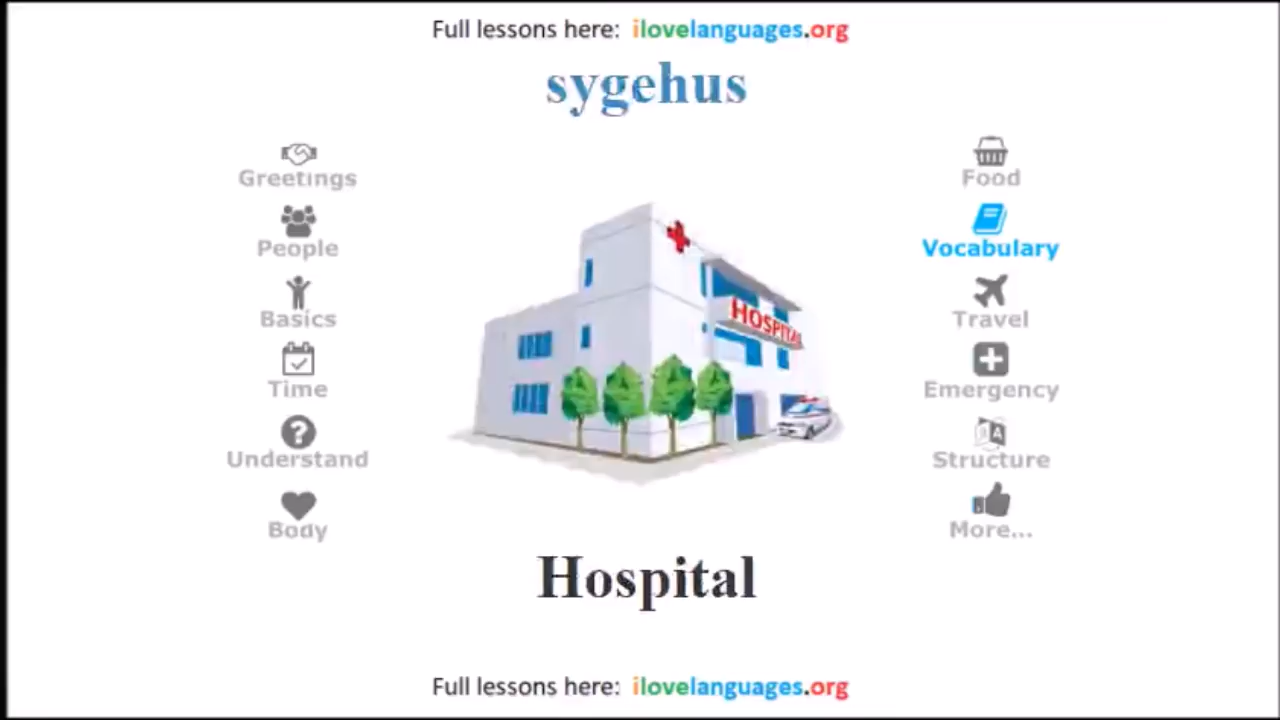 Full lessons here: ilovelanguages.org
sygehus
Greetings
People
Basics
Time
Understand
Body
HOSPITAL
Food
Vocabulary
Travel
Emergency
A
Structure
More...
Hospital
Full lessons here: ilovelanguages.org